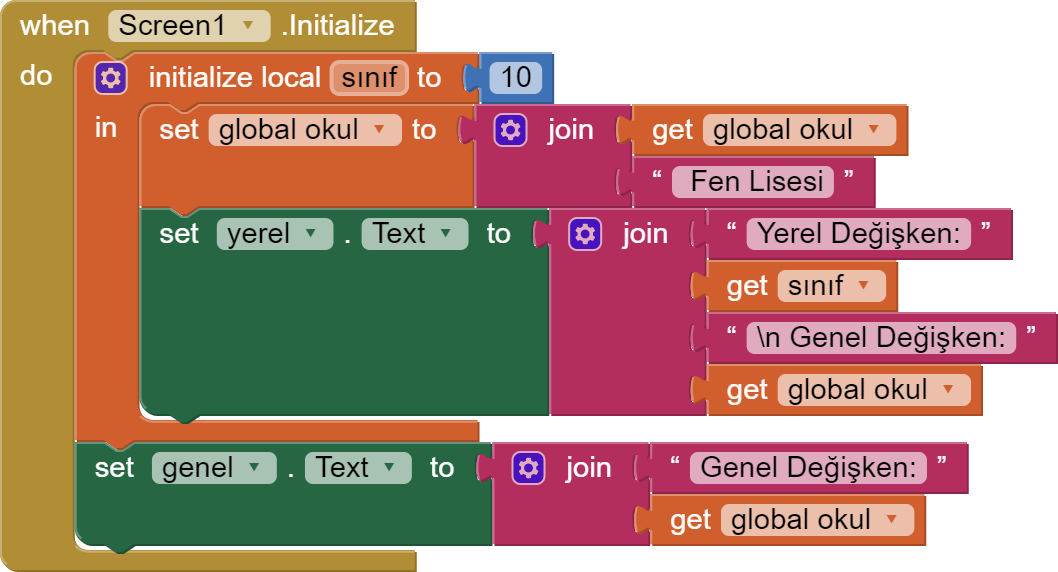 when Screen1 .Initialize
do initialize local sınıf to 10
in set global okul to join get global okul
“ Fen Lisesi ”
set yerel . Text to join “ Yerel Değişken: ”
get sınıf
“ \n Genel Değişken: ”
get global okul
set genel . Text to join “ Genel Değişken: ”
get global okul